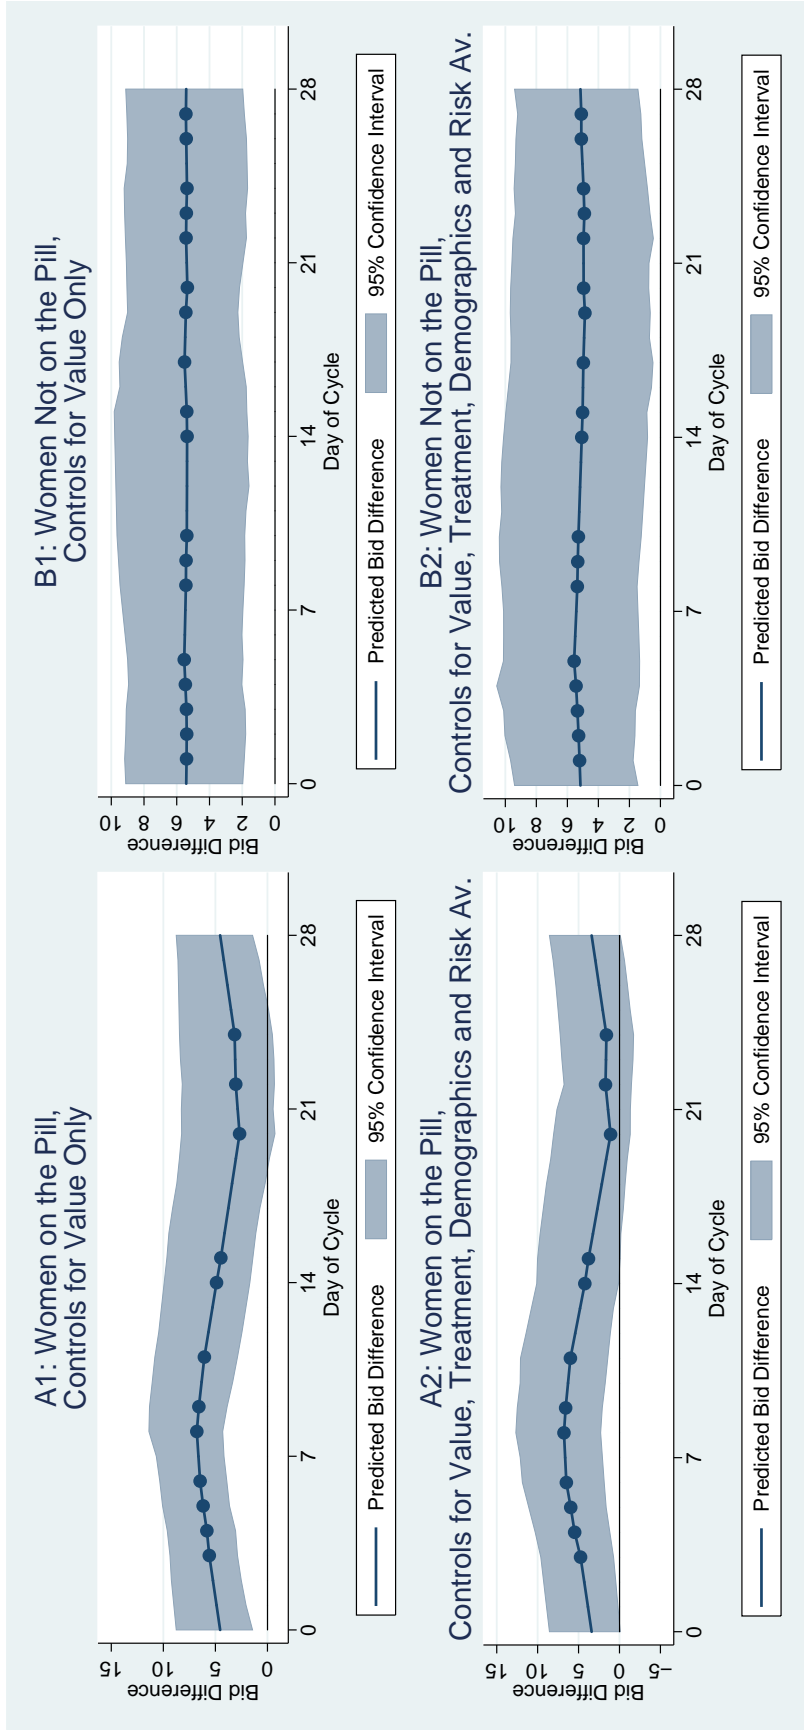 A1: Women on the Pill,
Controls for Value Only
Bid Difference
15
10
5
0
0 7 14 21 28
Day of Cycle
Predicted Bid Difference 95% Confidence Interval
B1: Women Not on the Pill,
Controls for Value Only
Bid Difference
10
8
6
4
2
0
0 7 14 21 28
Day of Cycle
Predicted Bid Difference 95% Confidence Interval
A2: Women on the Pill,
Controls for Value, Treatment, Demographics and Risk Av.
Bid Difference
15
10
5
0
−5
0 7 14 21 28
Day of Cycle
Predicted Bid Difference 95% Confidence Interval
B2: Women Not on the Pill,
Controls for Value, Treatment, Demographics and Risk Av.
Bid Difference
10
8
6
4
2
0
0 7 14 21 28
Day of Cycle
Predicted Bid Difference 95% Confidence Interval